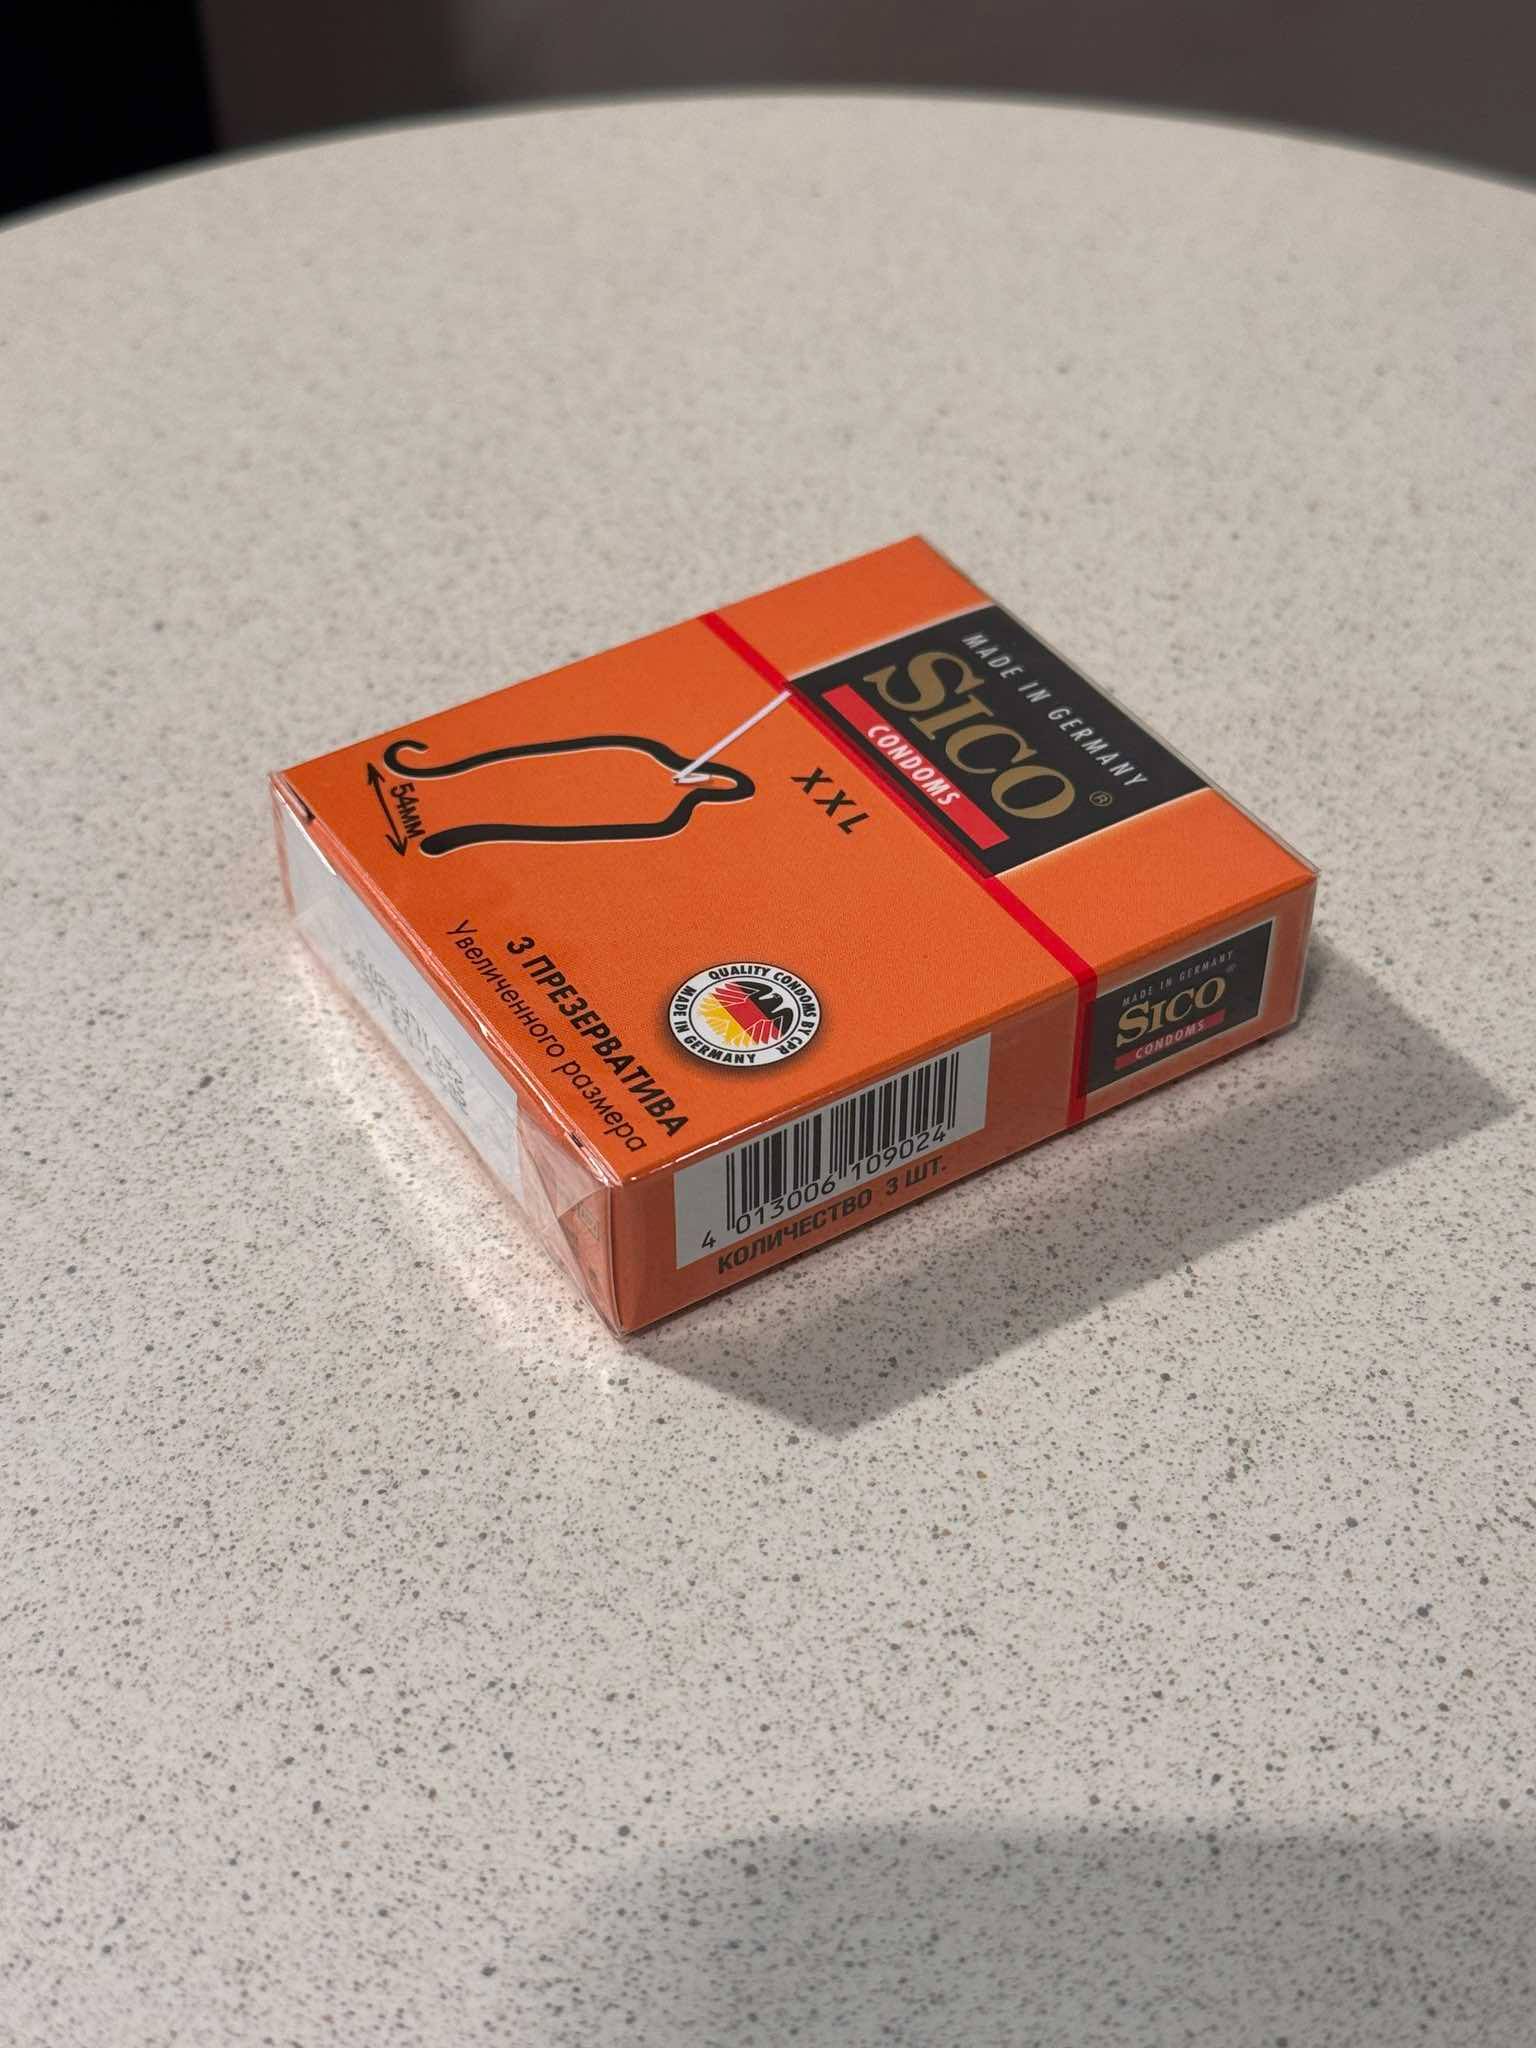 MADE IN GERMANY
SICO®
CONDOMS
XXL
54мм
3 ПРЕЗЕРВАТИВА
Увеличенного размера
QUALITY CONDOMS BY CPR
MADE IN GERMANY
MADE IN GERMANY
SICO®
CONDOMS
4 013006 109024
КОЛИЧЕСТВО 3 ШТ.